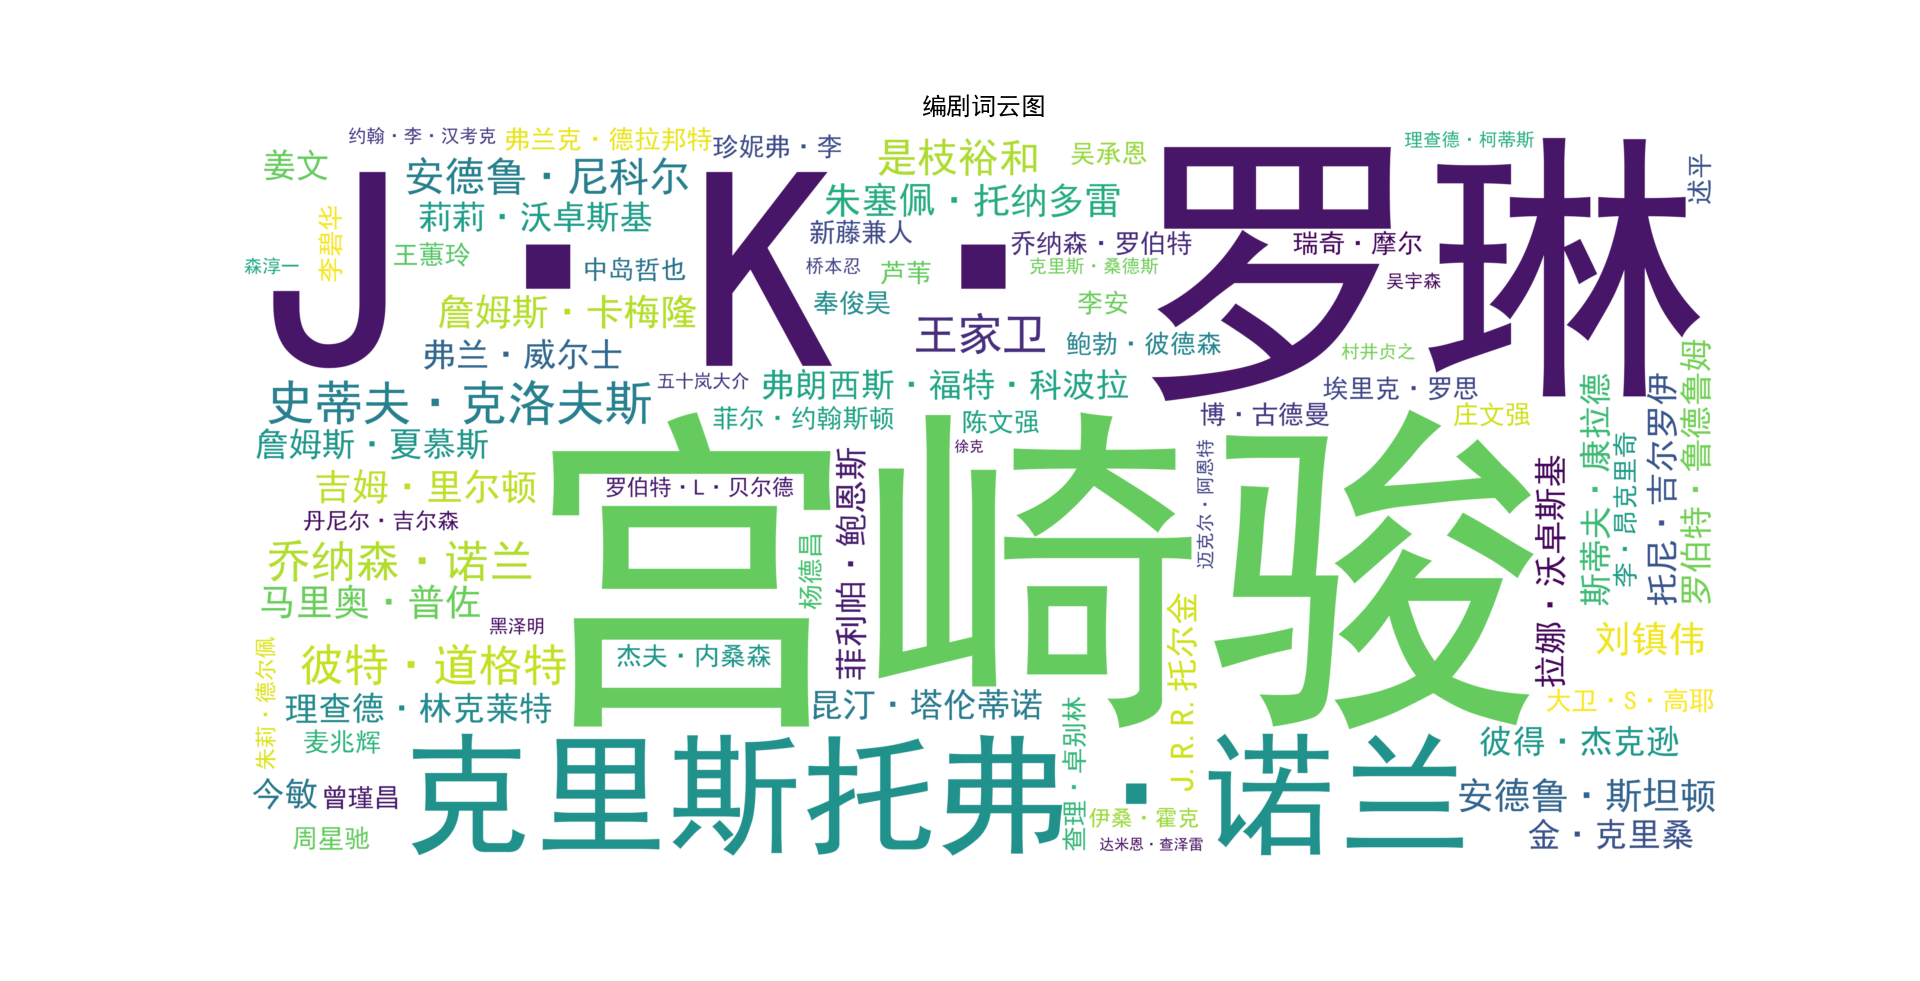 编剧词云图
约翰·李·汉考克
弗兰克·德拉邦特
珍妮弗·李
是枝裕和
吴承恩
理查德·柯蒂斯
姜文
安德鲁·尼科尔
J·K·罗琳
朱塞佩·托纳多雷
述平
莉莉·沃卓斯基
李碧华
新藤兼人
乔纳森·罗伯特
瑞奇·摩尔
王蕙玲
森淳一
中岛哲也
桥本忍
芦苇
克里斯·桑德斯
吴宇森
詹姆斯·卡梅隆
奉俊昊
李安
王家卫
弗兰·威尔士
鲍勃·彼德森
村井贞之
史蒂夫·克洛夫斯
五十岚大介
弗朗西斯·福特·科波拉
埃里克·罗思
菲尔·约翰斯顿
陈文强
博·古德曼
庄文强
斯蒂夫·康拉德
李·昂克里奇
托尼·吉尔罗伊
罗伯特·鲁德鲁姆
詹姆斯·夏慕斯
徐克
宫崎骏
吉姆·里尔顿
罗伯特·L·贝尔德
菲利帕·鲍恩斯
迈克尔·阿恩特
拉娜·沃卓斯基
丹尼尔·吉尔森
乔纳森·诺兰
杨德昌
马里奥·普佐
黑泽明
J.R.R.托尔金
刘镇伟
彼特·道格特
杰夫·内桑森
朱莉·德尔佩
理查德·林克莱特
昆汀·塔伦蒂诺
大卫·S·高耶
麦兆辉
查理·卓别林
彼得·杰克逊
克里斯托弗·诺兰
今敏
曾瑾昌
安德鲁·斯坦顿
伊桑·霍克
周星驰
达米恩·查泽雷
金·克里桑